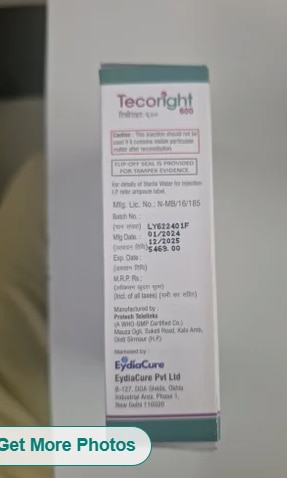 Tecoright
600
टिकोराइट-६००
Caution : This injection should not be
used if it contains visible particulate
matter after reconstitution.
FLIP-OFF SEAL IS PROVIDED
FOR TAMPER EVIDENCE.
For details of Sterile Water for Injection
I.P. refer ampoule label.
Mfg. Lic. No.: N-MB/16/185
Batch No. :
LY622401F
Mfg Date. : 01/2024
12/2025
5469.00
Exp. Date :
M.R.P. Rs.:
(Incl. of all taxes)
Manufactured by :
Protech Telelinks
(A WHO-GMP Certified Co.)
Mauza Ogli, Suketi Road, Kala Amb,
Distt Sirmour (H.P.)
Marketed by :
EydiaCure
EydiaCure Pvt Ltd
B-127, DDA Sheds, Okhla
Industrial Area, Phase 1,
New Delhi 110020
Get More Photos